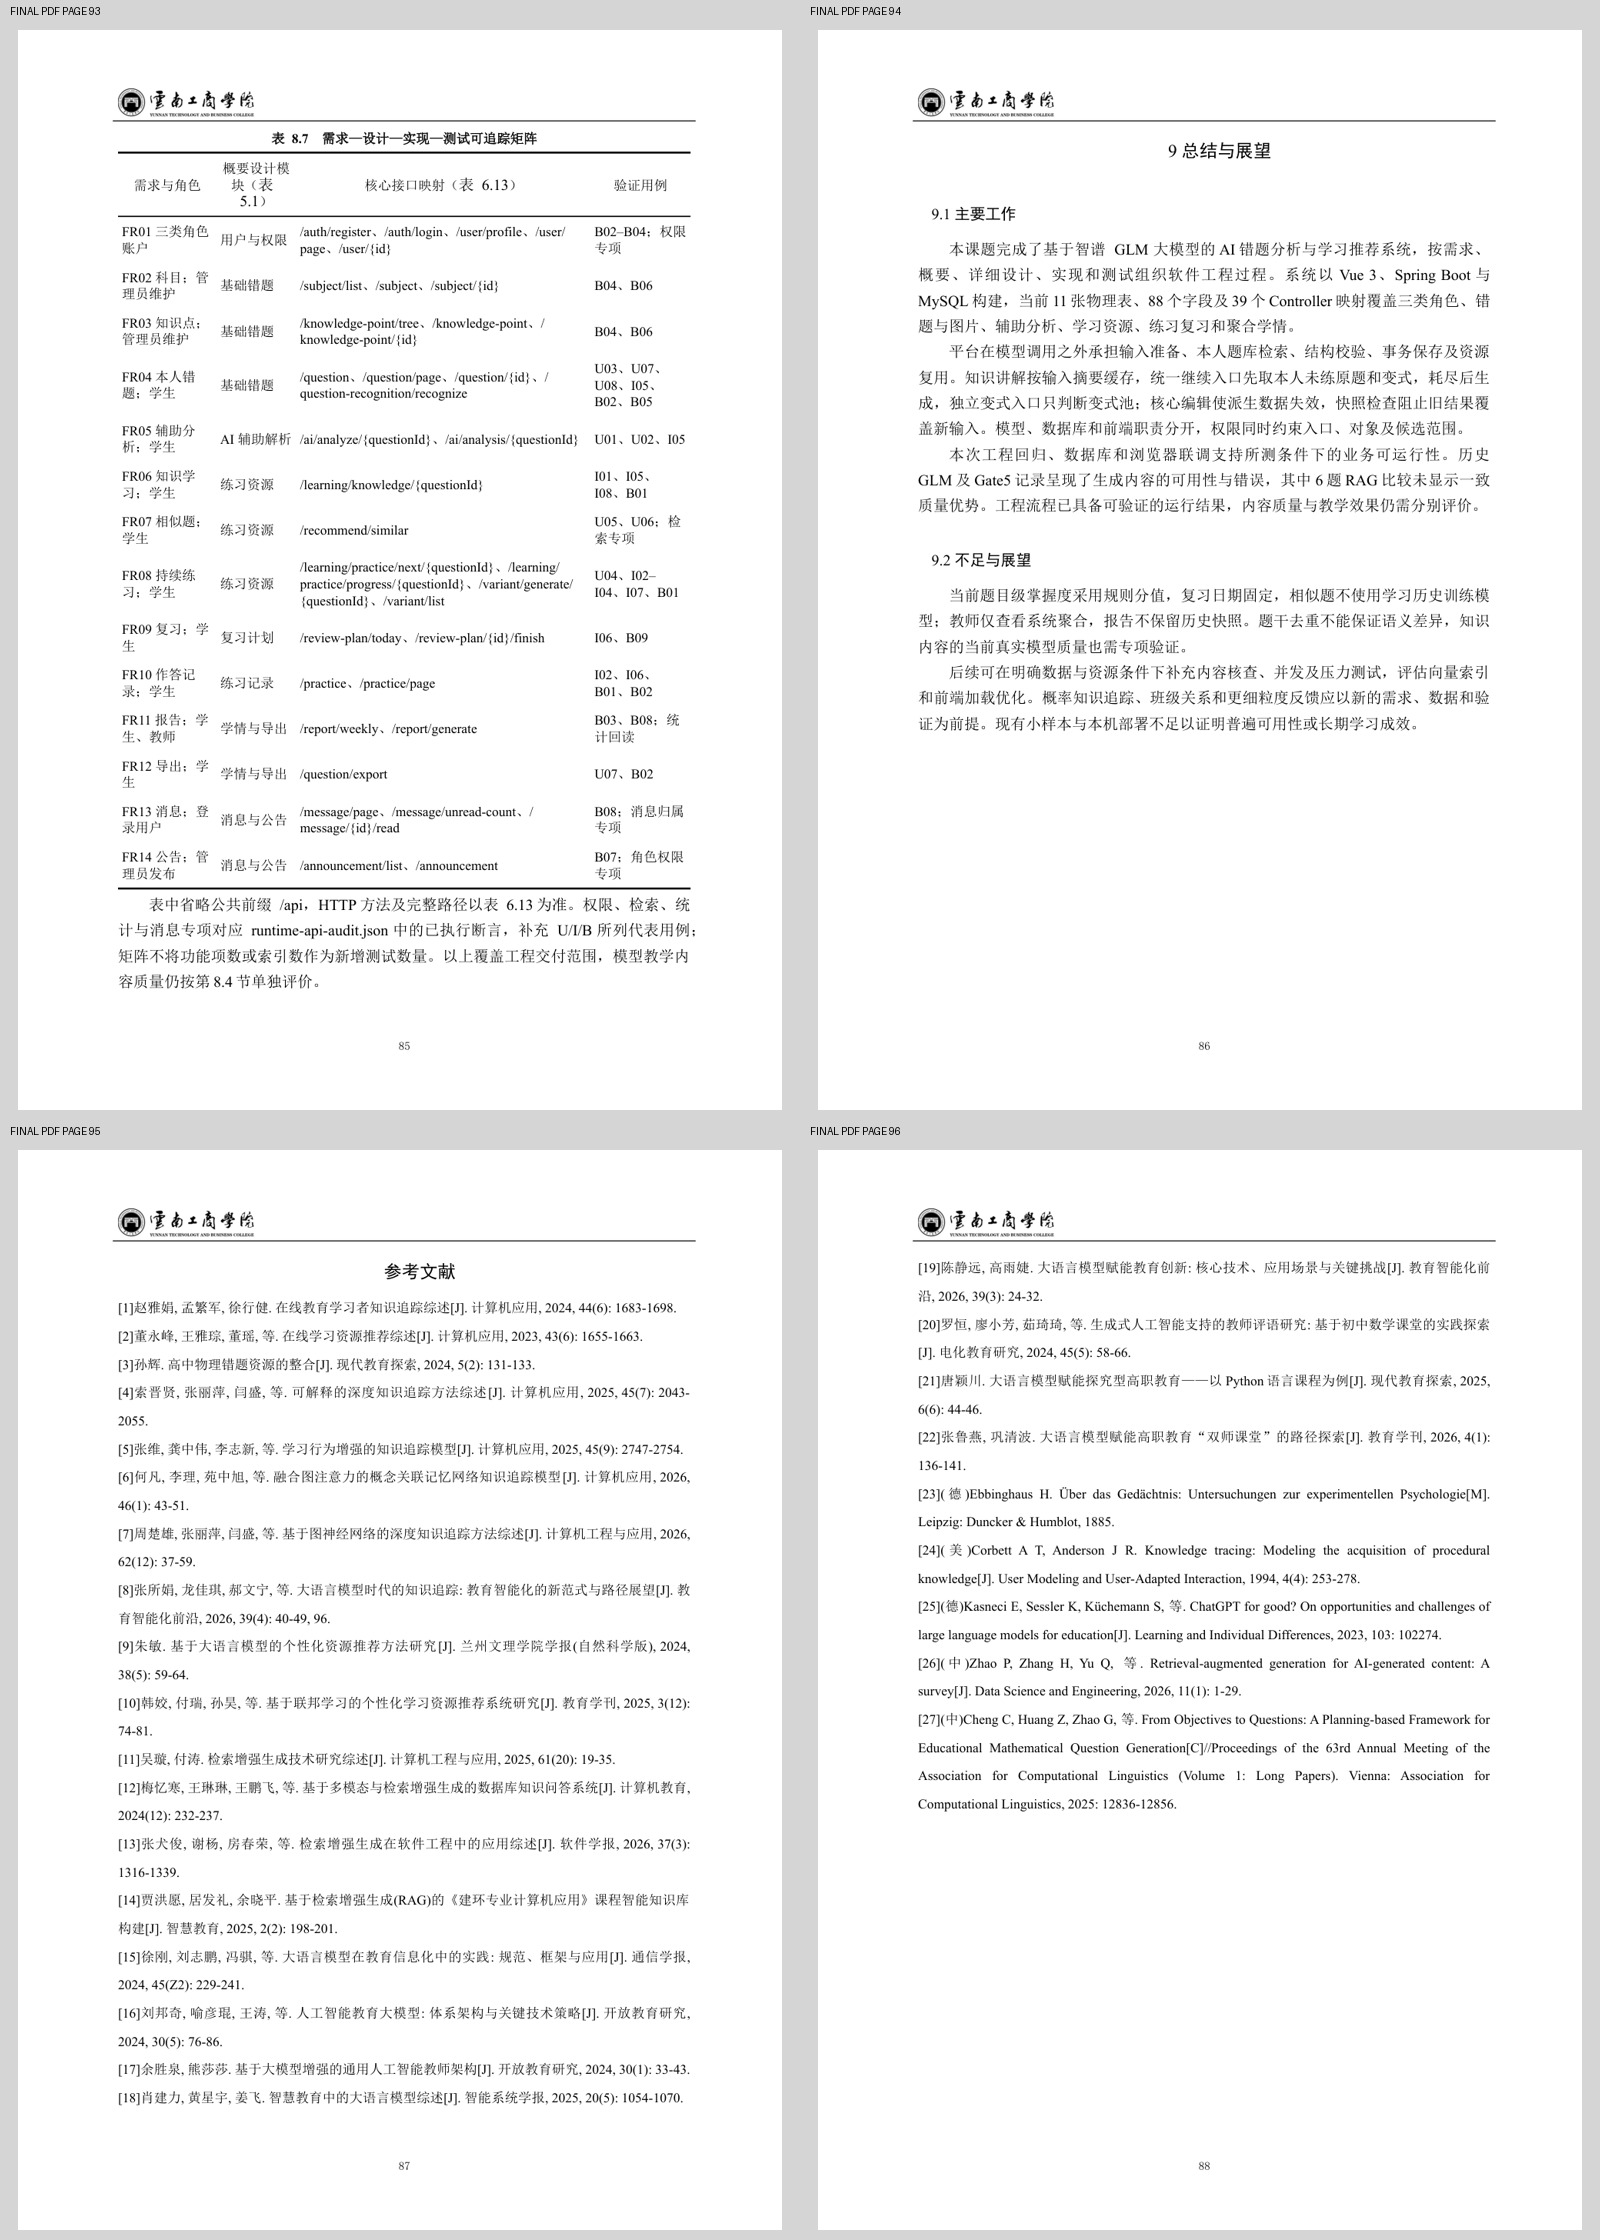 FINAL PDF PAGE 93
雲南工商學院
YUNNAN TECHNOLOGY AND BUSINESS COLLEGE
表 8.7 需求—设计—实现—测试可追踪矩阵
需求与角色 概要设计模块（表 5.1） 核心接口映射（表 6.13） 验证用例
FR01 三类角色账户 用户与权限 /auth/register、/auth/login、/user/profile、/user/page、/user/{id} B02–B04；权限专项
FR02 科目；管理员维护 基础错题 /subject/list、/subject、/subject/{id} B04、B06
FR03 知识点；管理员维护 基础错题 /knowledge-point/tree、/knowledge-point、/knowledge-point/{id} B04、B06
FR04 本人错题；学生 基础错题 /question、/question/page、/question/{id}、/question-recognition/recognize U03、U07、U08、I05、B02、B05
FR05 辅助分析；学生 AI 辅助解析 /ai/analyze/{questionId}、/ai/analysis/{questionId} U01、U02、I05
FR06 知识学习；学生 练习资源 /learning/knowledge/{questionId} I01、I05、I08、B01
FR07 相似题；学生 练习资源 /recommend/similar U05、U06；检索专项
FR08 持续练习；学生 练习资源 /learning/practice/next/{questionId}、/learning/practice/progress/{questionId}、/variant/generate/{questionId}、/variant/list U04、I02–I04、I07、B01
FR09 复习；学生 复习计划 /review-plan/today、/review-plan/{id}/finish I06、B09
FR10 作答记录；学生 练习记录 /practice、/practice/page I02、I06、B01、B02
FR11 报告；学生、教师 学情与导出 /report/weekly、/report/generate B03、B08；统计回读
FR12 导出；学生 学情与导出 /question/export U07、B02
FR13 消息；登录用户 消息与公告 /message/page、/message/unread-count、/message/{id}/read B08；消息归属专项
FR14 公告；管理员发布 消息与公告 /announcement/list、/announcement B07；角色权限专项
表中省略公共前缀 /api，HTTP 方法及完整路径以表 6.13 为准。权限、检索、统
计与消息专项对应 runtime-api-audit.json 中的已执行断言，补充 U/I/B 所列代表用例；
矩阵不将功能项数或索引数作为新增测试数量。以上覆盖工程交付范围，模型教学内
容质量仍按第 8.4 节单独评价。
85
FINAL PDF PAGE 94
雲南工商學院
YUNNAN TECHNOLOGY AND BUSINESS COLLEGE
9 总结与展望
9.1 主要工作
本课题完成了基于智谱 GLM 大模型的 AI 错题分析与学习推荐系统，按需求、
概要、详细设计、实现和测试组织软件工程过程。系统以 Vue 3、Spring Boot 与
MySQL 构建，当前 11 张物理表、88 个字段及 39 个 Controller 映射覆盖三类角色、错
题与图片、辅助分析、学习资源、练习复习和聚合学情。
平台在模型调用之外承担输入准备、本人题库检索、结构校验、事务保存及资源
复用。知识讲解按输入摘要缓存，统一继续入口先取本人未练原题和变式，耗尽后生
成，独立变式入口只判断变式池；核心编辑使派生数据失效，快照检查阻止旧结果覆
盖新输入。模型、数据库和前端职责分开，权限同时约束入口、对象及候选范围。
本次工程回归、数据库和浏览器联调支持所测条件下的业务可运行性。历史
GLM 及 Gate5 记录呈现了生成内容的可用性与错误，其中 6 题 RAG 比较未显示一致
质量优势。工程流程已具备可验证的运行结果，内容质量与教学效果仍需分别评价。
9.2 不足与展望
当前题目级掌握度采用规则分值，复习日期固定，相似题不使用学习历史训练模
型；教师仅查看系统聚合，报告不保留历史快照。题干去重不能保证语义差异，知识
内容的当前真实模型质量也需专项验证。
后续可在明确数据与资源条件下补充内容核查、并发及压力测试，评估向量索引
和前端加载优化。概率知识追踪、班级关系和更细粒度反馈应以新的需求、数据和验
证为前提。现有小样本与本机部署不足以证明普遍可用性或长期学习成效。
86
FINAL PDF PAGE 95
雲南工商學院
YUNNAN TECHNOLOGY AND BUSINESS COLLEGE
参考文献
[1]赵雅娟, 孟繁军, 徐行健. 在线教育学习者知识追踪综述[J]. 计算机应用, 2024, 44(6): 1683-1698.
[2]董永峰, 王雅琮, 董瑶, 等. 在线学习资源推荐综述[J]. 计算机应用, 2023, 43(6): 1655-1663.
[3]孙辉. 高中物理错题资源的整合[J]. 现代教育探索, 2024, 5(2): 131-133.
[4]索晋贤, 张丽萍, 闫盛, 等. 可解释的深度知识追踪方法综述[J]. 计算机应用, 2025, 45(7): 2043-
2055.
[5]张维, 龚中伟, 李志新, 等. 学习行为增强的知识追踪模型[J]. 计算机应用, 2025, 45(9): 2747-2754.
[6]何凡, 李理, 苑中旭, 等. 融合图注意力的概念关联记忆网络知识追踪模型[J]. 计算机应用, 2026,
46(1): 43-51.
[7]周楚雄, 张丽萍, 闫盛, 等. 基于图神经网络的深度知识追踪方法综述[J]. 计算机工程与应用, 2026,
62(12): 37-59.
[8]张所娟, 龙佳琪, 郝文宁, 等. 大语言模型时代的知识追踪: 教育智能化的新范式与路径展望[J]. 教
育智能化前沿, 2026, 39(4): 40-49, 96.
[9]朱敏. 基于大语言模型的个性化资源推荐方法研究[J]. 兰州文理学院学报(自然科学版), 2024,
38(5): 59-64.
[10]韩姣, 付瑞, 孙昊, 等. 基于联邦学习的个性化学习资源推荐系统研究[J]. 教育学刊, 2025, 3(12):
74-81.
[11]吴璇, 付涛. 检索增强生成技术研究综述[J]. 计算机工程与应用, 2025, 61(20): 19-35.
[12]梅忆寒, 王琳琳, 王鹏飞, 等. 基于多模态与检索增强生成的数据库知识问答系统[J]. 计算机教育,
2024(12): 232-237.
[13]张犬俊, 谢杨, 房春荣, 等. 检索增强生成在软件工程中的应用综述[J]. 软件学报, 2026, 37(3):
1316-1339.
[14]贾洪愿, 居发礼, 余晓平. 基于检索增强生成(RAG)的《建环专业计算机应用》课程智能知识库
构建[J]. 智慧教育, 2025, 2(2): 198-201.
[15]徐刚, 刘志鹏, 冯骐, 等. 大语言模型在教育信息化中的实践: 规范、框架与应用[J]. 通信学报,
2024, 45(Z2): 229-241.
[16]刘邦奇, 喻彦琨, 王涛, 等. 人工智能教育大模型: 体系架构与关键技术策略[J]. 开放教育研究,
2024, 30(5): 76-86.
[17]余胜泉, 熊莎莎. 基于大模型增强的通用人工智能教师架构[J]. 开放教育研究, 2024, 30(1): 33-43.
[18]肖建力, 黄星宇, 姜飞. 智慧教育中的大语言模型综述[J]. 智能系统学报, 2025, 20(5): 1054-1070.
87
FINAL PDF PAGE 96
雲南工商學院
YUNNAN TECHNOLOGY AND BUSINESS COLLEGE
[19]陈静远, 高雨婕. 大语言模型赋能教育创新: 核心技术、应用场景与关键挑战[J]. 教育智能化前
沿, 2026, 39(3): 24-32.
[20]罗恒, 廖小芳, 茹琦琦, 等. 生成式人工智能支持的教师评语研究: 基于初中数学课堂的实践探索
[J]. 电化教育研究, 2024, 45(5): 58-66.
[21]唐颖川. 大语言模型赋能探究型高职教育——以 Python 语言课程为例[J]. 现代教育探索, 2025,
6(6): 44-46.
[22]张鲁燕, 巩清波. 大语言模型赋能高职教育“双师课堂”的路径探索[J]. 教育学刊, 2026, 4(1):
136-141.
[23](德)Ebbinghaus H. Über das Gedächtnis: Untersuchungen zur experimentellen Psychologie[M].
Leipzig: Duncker & Humblot, 1885.
[24](美)Corbett A T, Anderson J R. Knowledge tracing: Modeling the acquisition of procedural
knowledge[J]. User Modeling and User-Adapted Interaction, 1994, 4(4): 253-278.
[25](德)Kasneci E, Sessler K, Küchemann S, 等. ChatGPT for good? On opportunities and challenges of
large language models for education[J]. Learning and Individual Differences, 2023, 103: 102274.
[26](中)Zhao P, Zhang H, Yu Q, 等. Retrieval-augmented generation for AI-generated content: A
survey[J]. Data Science and Engineering, 2026, 11(1): 1-29.
[27](中)Cheng C, Huang Z, Zhao G, 等. From Objectives to Questions: A Planning-based Framework for
Educational Mathematical Question Generation[C]//Proceedings of the 63rd Annual Meeting of the
Association for Computational Linguistics (Volume 1: Long Papers). Vienna: Association for
Computational Linguistics, 2025: 12836-12856.
88